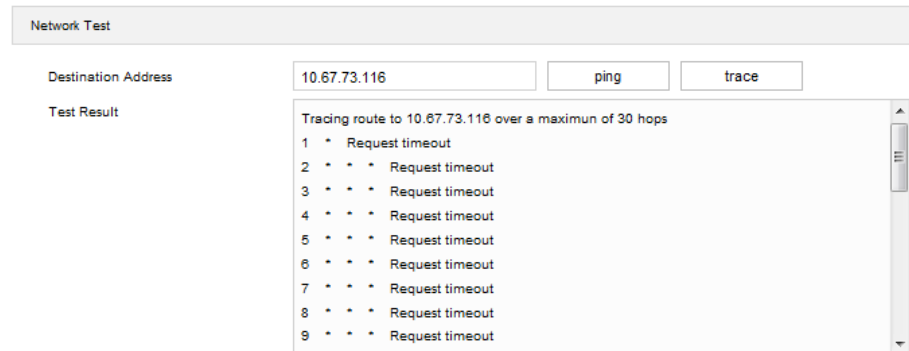 Network Test
Destination Address 10.67.73.116 ping trace
Test Result
Tracing route to 10.67.73.116 over a maximun of 30 hops
1 * Request timeout
2 * * * Request timeout
3 * * * Request timeout
4 * * * Request timeout
5 * * * Request timeout
6 * * * Request timeout
7 * * * Request timeout
8 * * * Request timeout
9 * * * Request timeout